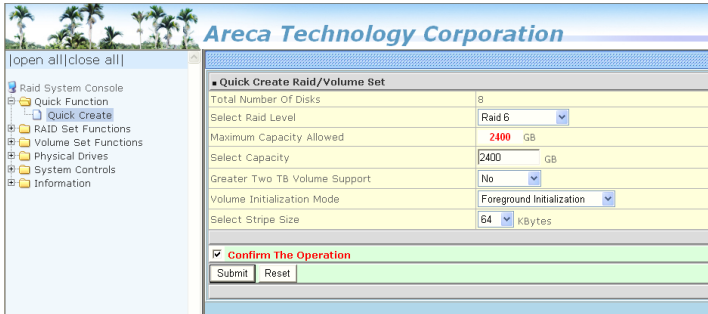 Areca Technology Corporation
|open all|close all|
Raid System Console
Quick Function
Quick Create
RAID Set Functions
Volume Set Functions
Physical Drives
System Controls
Information
Quick Create Raid/Volume Set
Total Number Of Disks 8
Select Raid Level Raid 6
Maximum Capacity Allowed 2400 GB
Select Capacity 2400 GB
Greater Two TB Volume Support No
Volume Initialization Mode Foreground Initialization
Select Stripe Size 64 KBytes
Confirm The Operation
Submit Reset